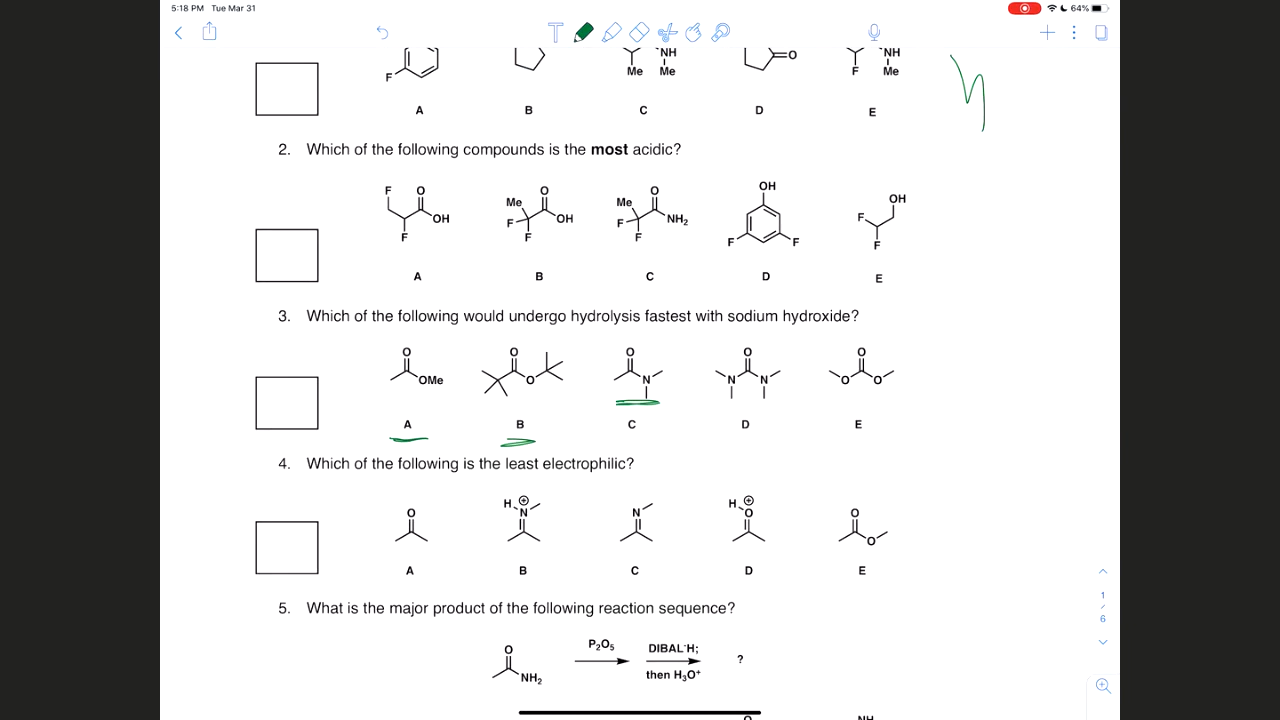 5:18 PM Tue Mar 31
64%
F
Me
NH
Me
O
F
NH
Me
A B C D E
2. Which of the following compounds is the most acidic?
F O OH F
Me O F OH F
Me O F NH₂ F
OH F F
OH F F
A B C D E
3. Which of the following would undergo hydrolysis fastest with sodium hydroxide?
O OMe
O O
O N
O N N
O O O
A B C D E
4. Which of the following is the least electrophilic?
O
H ⊕ N
N
H ⊕ O
O O
A B C D E
1
/
6
5. What is the major product of the following reaction sequence?
O NH₂
P₂O₅
DIBAL-H;
then H₃O⁺
?
O
NH